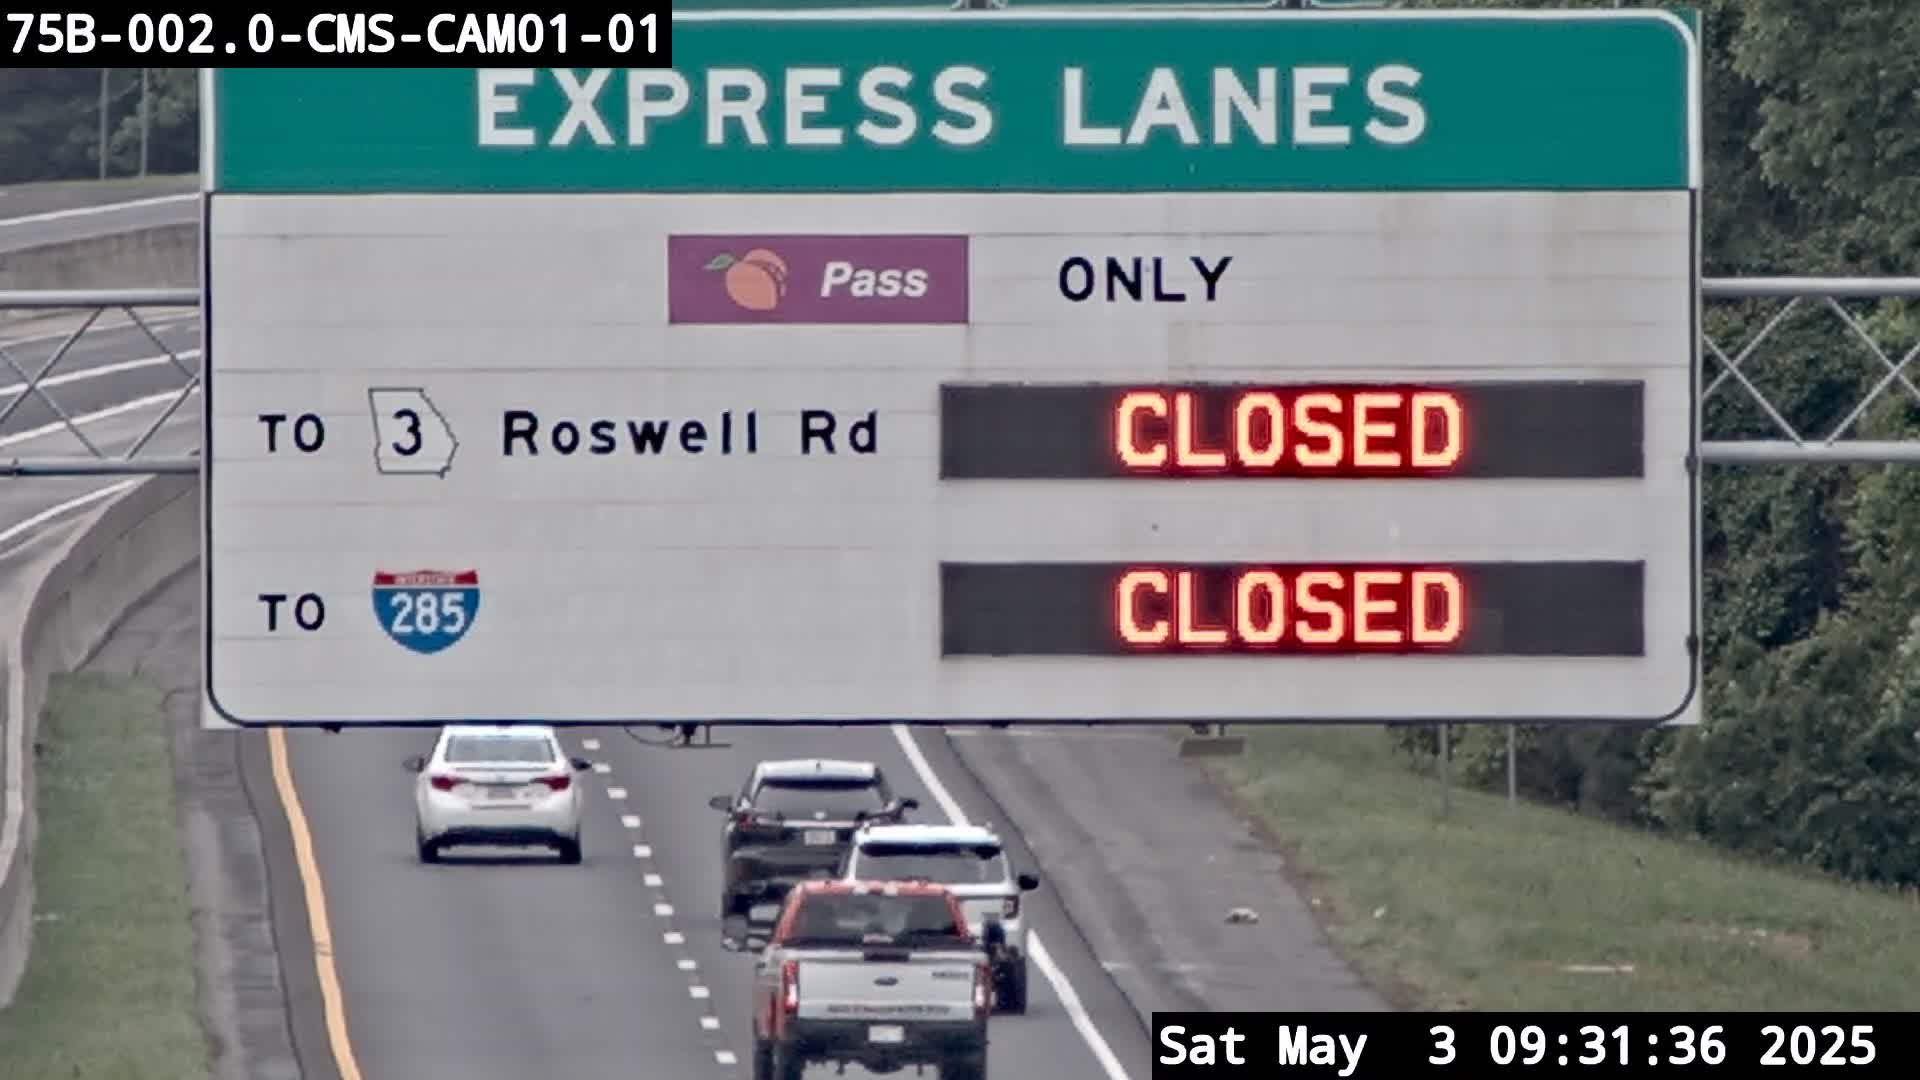 75B-002.0-CMS-CAM01-01
EXPRESS LANES
Pass ONLY
TO 3 Roswell Rd CLOSED
INTERSTATE
TO 285 CLOSED
Sat May 3 09:31:36 2025